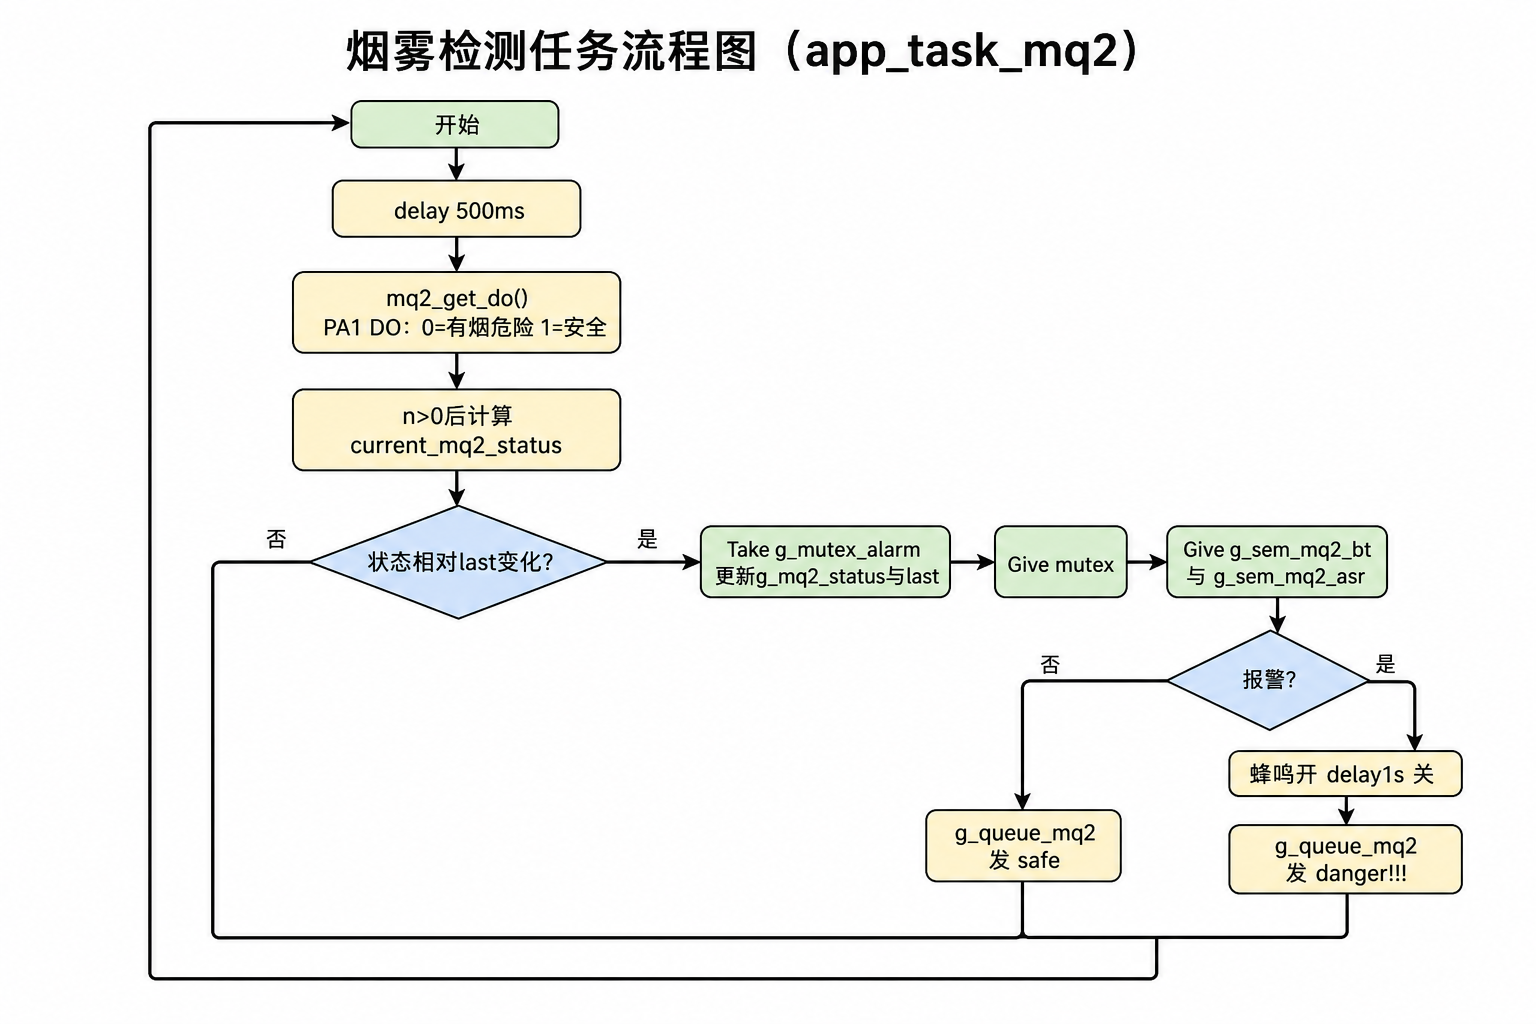 烟雾检测任务流程图（app_task_mq2）
开始
delay 500ms
mq2_get_do()
PA1 DO：0=有烟危险 1=安全
n>0后计算
current_mq2_status
状态相对last变化？
否
是
Take g_mutex_alarm
更新g_mq2_status与last
Give mutex
Give g_sem_mq2_bt
与 g_sem_mq2_asr
报警？
否
是
蜂鸣开 delay1s 关
g_queue_mq2
发 safe
g_queue_mq2
发 danger!!!